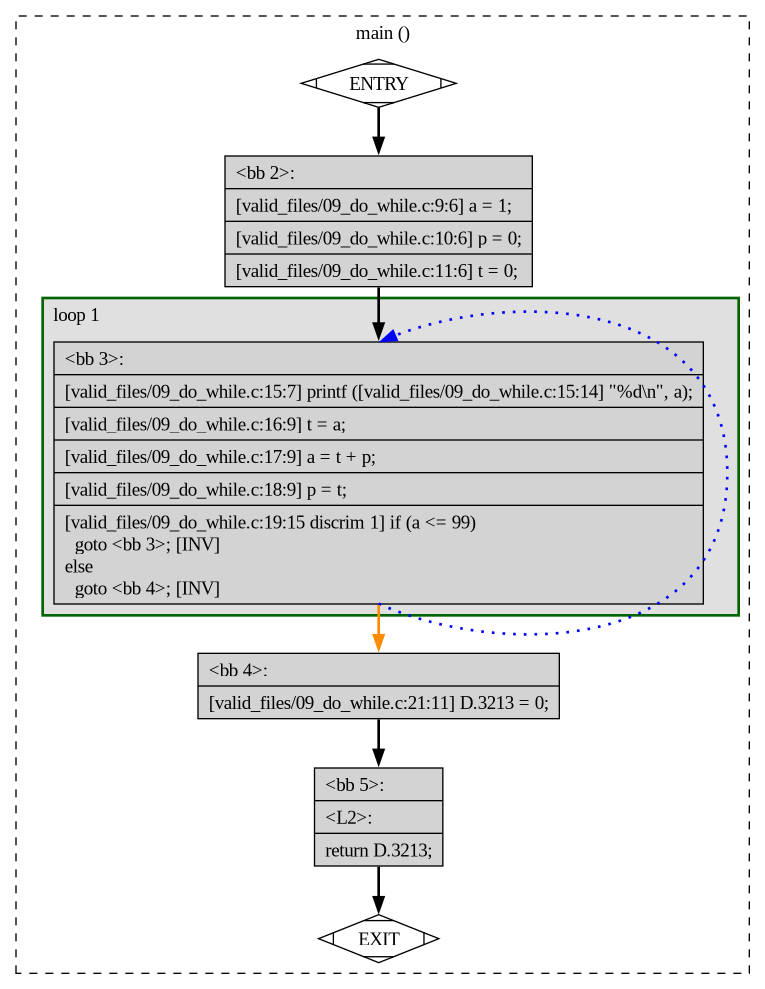 main ()
ENTRY
<bb 2>:
[valid_files/09_do_while.c:9:6] a = 1;
[valid_files/09_do_while.c:10:6] p = 0;
[valid_files/09_do_while.c:11:6] t = 0;
loop 1
<bb 3>:
[valid_files/09_do_while.c:15:7] printf ([valid_files/09_do_while.c:15:14] "%d\n", a);
[valid_files/09_do_while.c:16:9] t = a;
[valid_files/09_do_while.c:17:9] a = t + p;
[valid_files/09_do_while.c:18:9] p = t;
[valid_files/09_do_while.c:19:15 discrim 1] if (a <= 99)
goto <bb 3>; [INV]
else
goto <bb 4>; [INV]
<bb 4>:
[valid_files/09_do_while.c:21:11] D.3213 = 0;
<bb 5>:
<L2>:
return D.3213;
EXIT